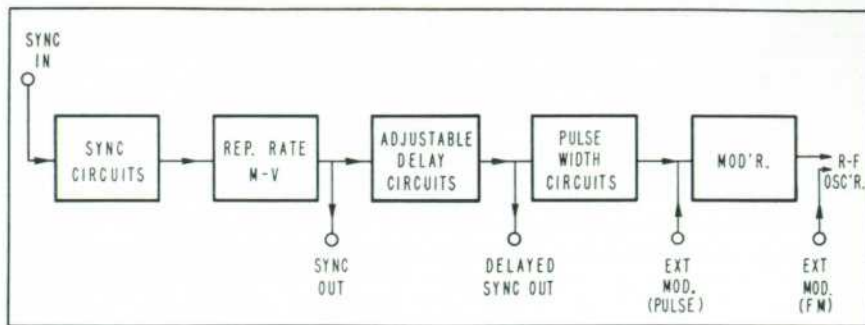 SYNC
IN
SYNC
CIRCUITS
REP. RATE
M-V
ADJUSTABLE
DELAY
CIRCUITS
PULSE
WIDTH
CIRCUITS
MOD'R.
R-F
OSC'R.
SYNC
OUT
DELAYED
SYNC OUT
EXT
MOD.
(PULSE)
EXT
MOD.
(FM)